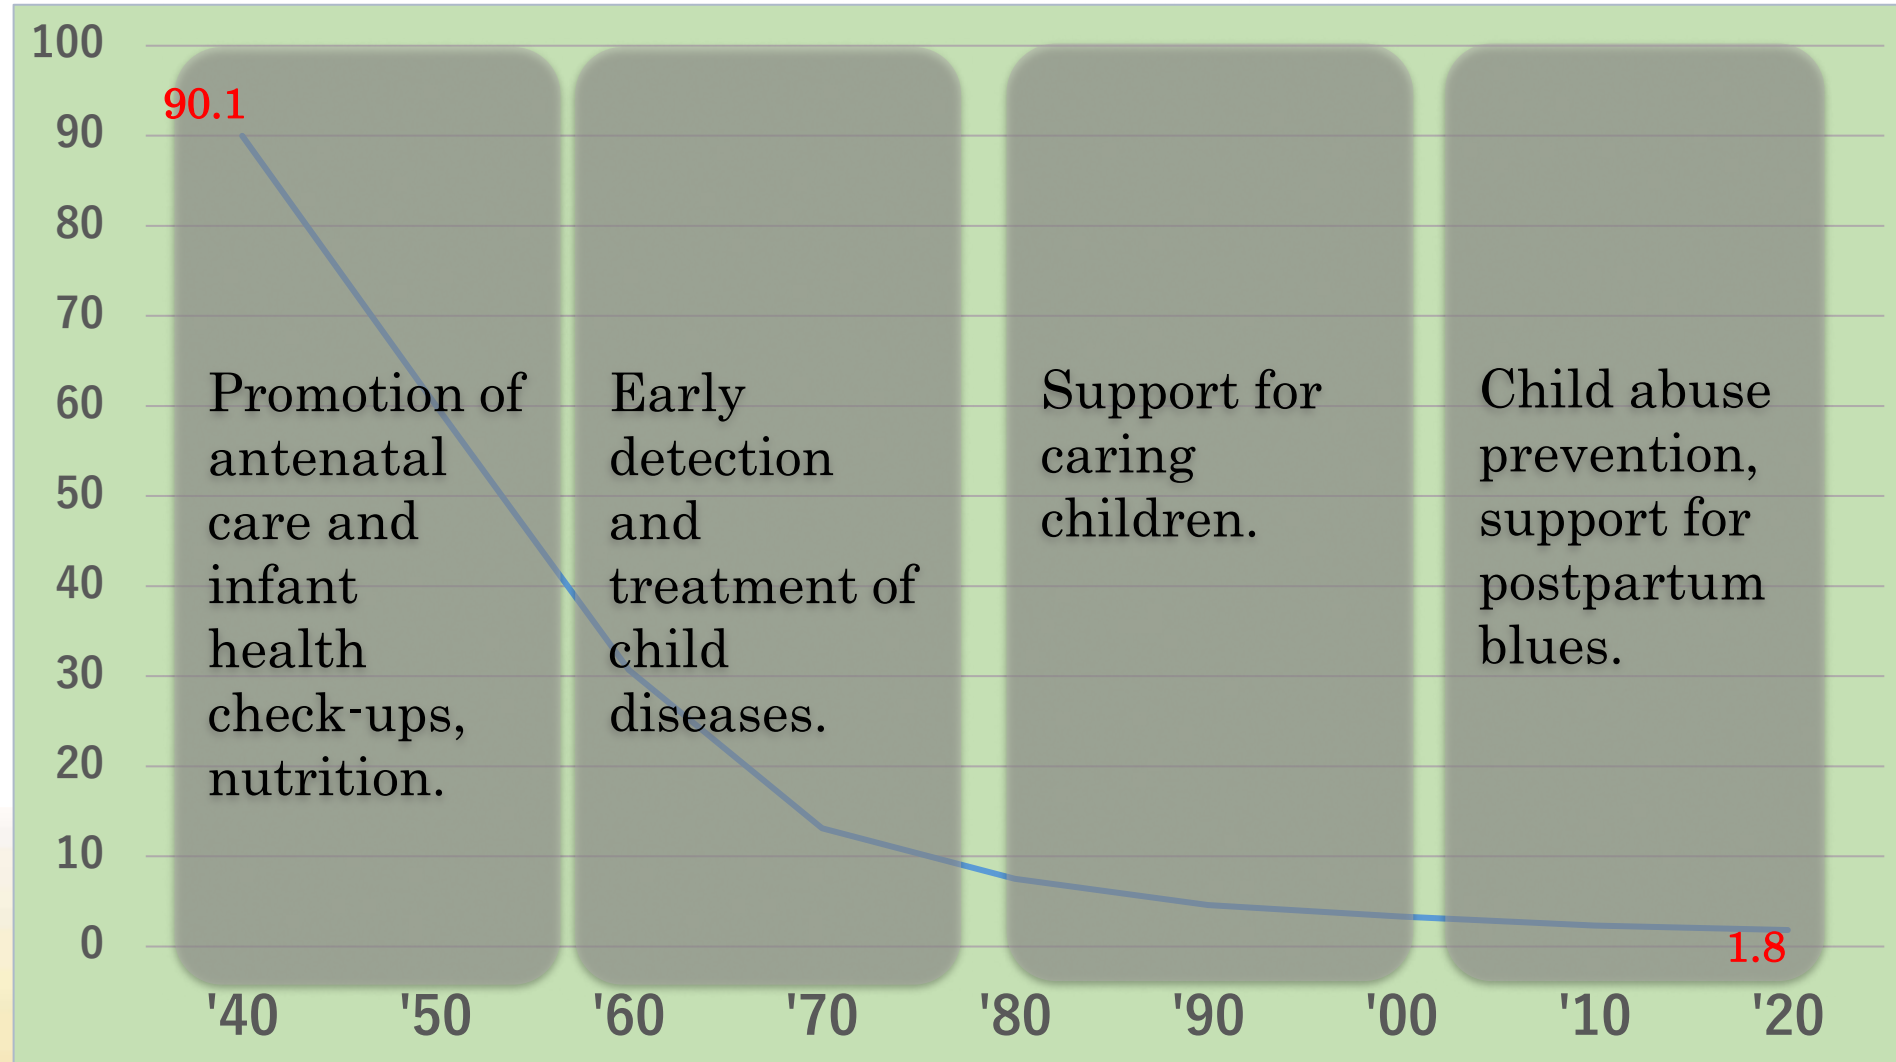 100
90
80
70
60
50
40
30
20
10
0
90.1
Promotion of
antenatal
care and
infant
health
check-ups,
nutrition.
Early
detection
and
treatment of
child
diseases.
Support for
caring
children.
Child abuse
prevention,
support for
postpartum
blues.
1.8
'40 '50 '60 '70 '80 '90 '00 '10 '20